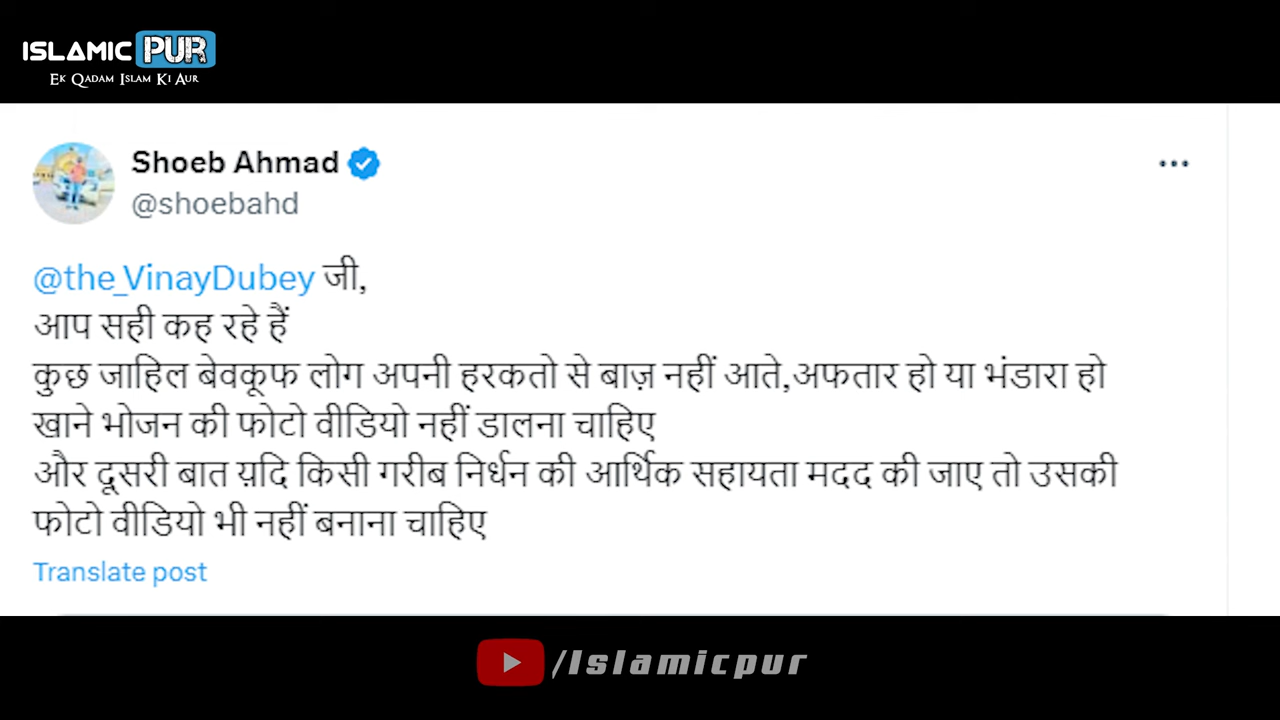 ISLAMIC PUR
EK QADAM ISLAM KI AUR
Shoeb Ahmad
@shoebahd
@the_VinayDubey जी,
आप सही कह रहे हैं
कुछ जाहिल बेवकूफ लोग अपनी हरकतो से बाज़ नहीं आते,अफतार हो या भंडारा हो
खाने भोजन की फोटो वीडियो नहीं डालना चाहिए
और दूसरी बात य़दि किसी गरीब निर्धन की आर्थिक सहायता मदद की जाए तो उसकी
फोटो वीडियो भी नहीं बनाना चाहिए
Translate post
/Islamicpur